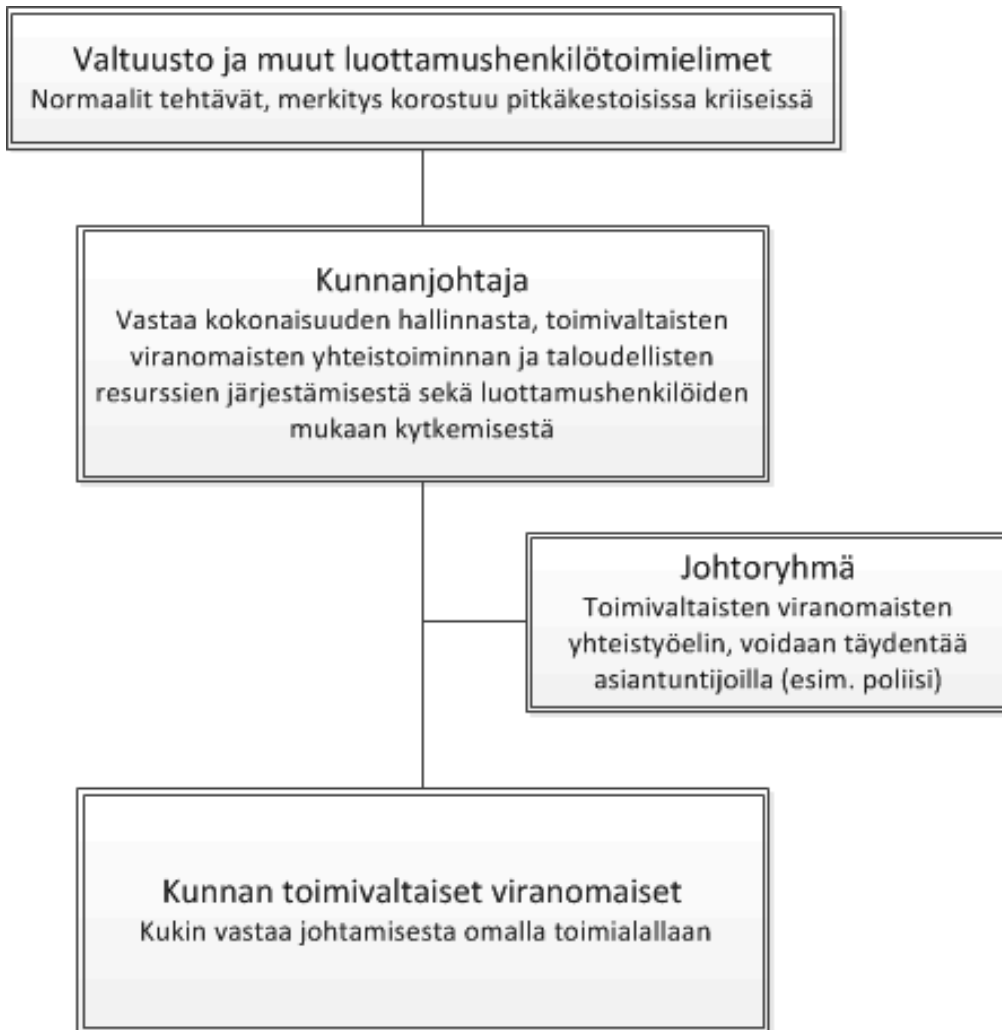 Valtuusto ja muut luottamushenkilötoimielimet
Normaalit tehtävät, merkitys korostuu pitkäkestoisissa kriiseissä
Kunnanjohtaja
Vastaa kokonaisuuden hallinnasta, toimivaltaisten
viranomaisten yhteistoiminnan ja taloudellisten
resurssien järjestämisestä sekä luottamushenkilöiden
mukaan kytkemisestä
Johtoryhmä
Toimivaltaisten viranomaisten
yhteistyöelin, voidaan täydentää
asiantuntijoilla (esim. poliisi)
Kunnan toimivaltaiset viranomaiset
Kukin vastaa johtamisesta omalla toimialallaan